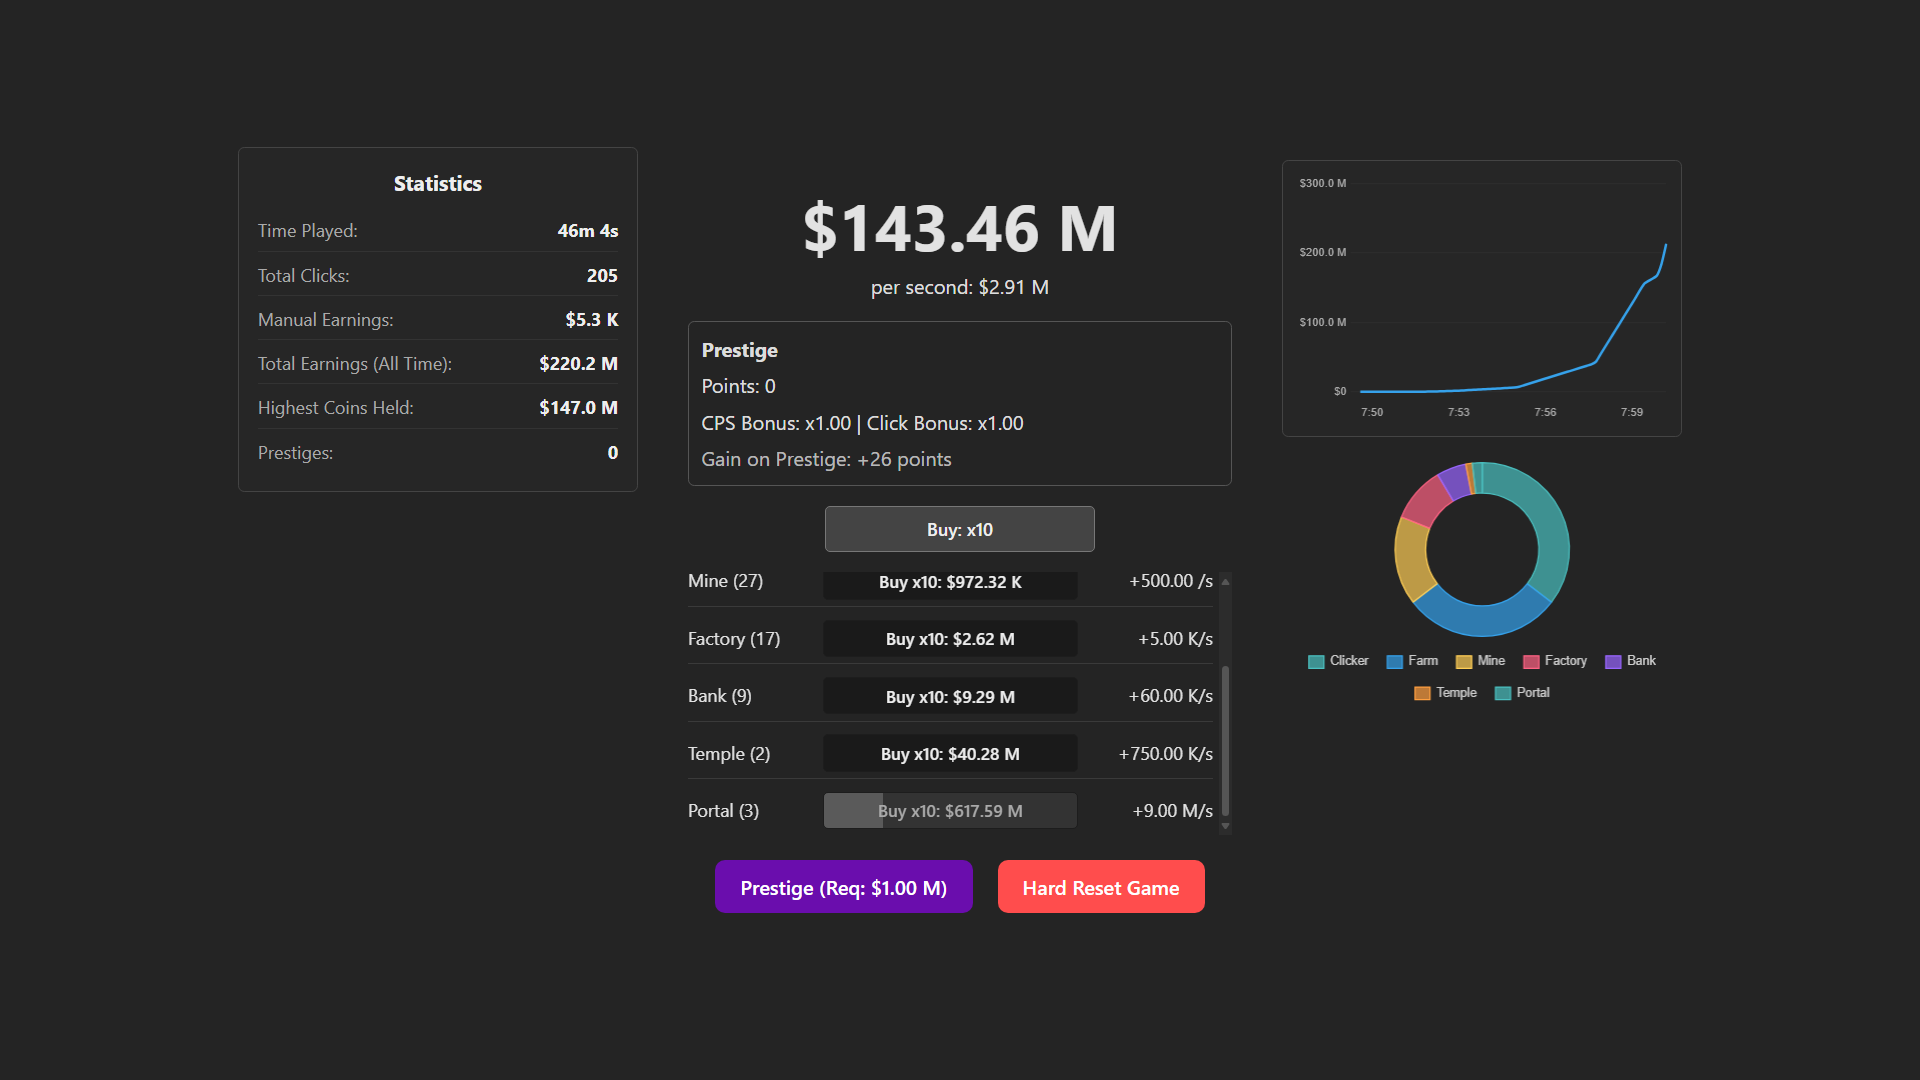 Statistics
Time Played: 46m 4s
Total Clicks: 205
Manual Earnings: $5.3 K
Total Earnings (All Time): $220.2 M
Highest Coins Held: $147.0 M
Prestiges: 0
$143.46 M
per second: $2.91 M
Prestige
Points: 0
CPS Bonus: x1.00 | Click Bonus: x1.00
Gain on Prestige: +26 points
Buy: x10
Mine (27) Buy x10: $972.32 K +500.00 /s
Factory (17) Buy x10: $2.62 M +5.00 K/s
Bank (9) Buy x10: $9.29 M +60.00 K/s
Temple (2) Buy x10: $40.28 M +750.00 K/s
Portal (3) Buy x10: $617.59 M +9.00 M/s
Prestige (Req: $1.00 M) Hard Reset Game
$300.0 M
$200.0 M
$100.0 M
$0
7:50 7:53 7:56 7:59
Clicker Farm Mine Factory Bank
Temple Portal